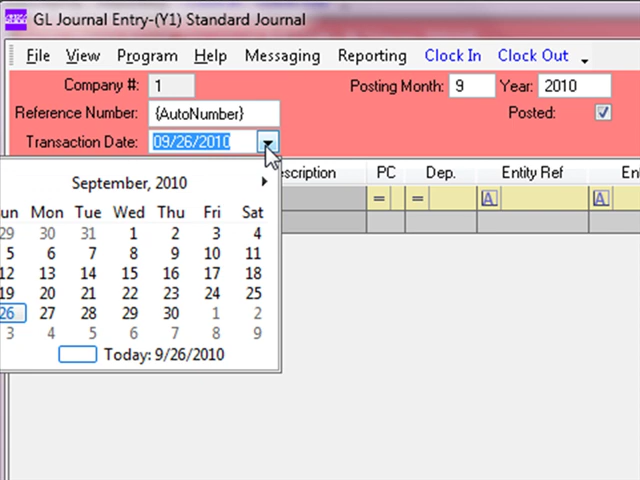 GL Journal Entry-(Y1) Standard Journal
File View Program Help Messaging Reporting Clock In Clock Out
Company #: 1 Posting Month: 9 Year: 2010
Reference Number: {AutoNumber} Posted:
Transaction Date: 09/26/2010
scription PC Dep. Entity Ref En
= = A A
September, 2010
un Mon Tue Wed Thu Fri Sat
29 30 31 1 2 3 4
5 6 7 8 9 10 11
12 13 14 15 16 17 18
19 20 21 22 23 24 25
26 27 28 29 30 1 2
3 4 5 6 7 8 9
Today: 9/26/2010